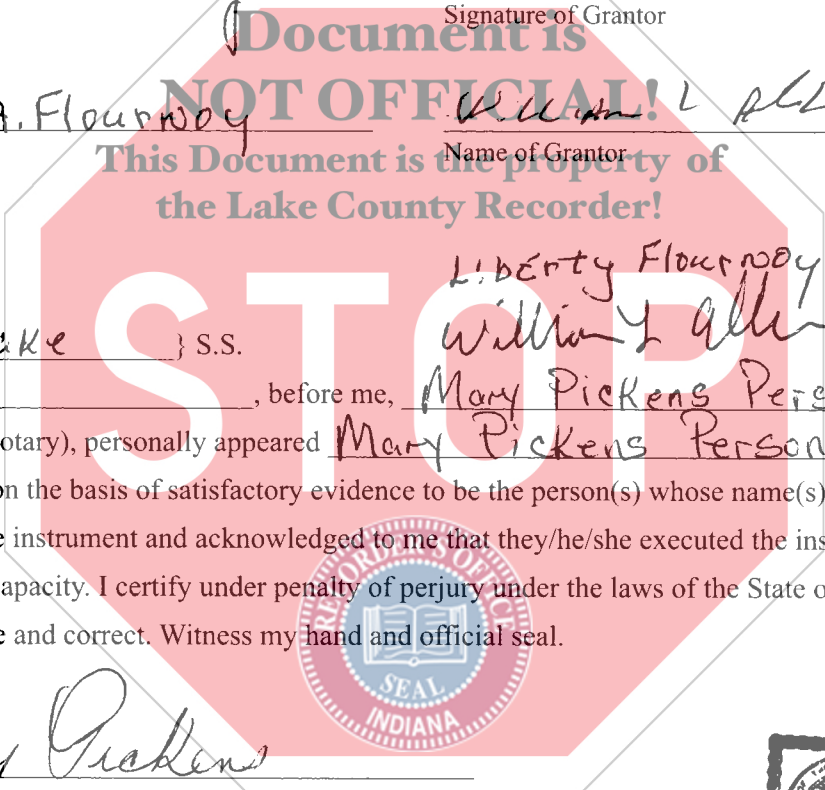 Signature of Grantor
Document is
NOT OFFICIAL!
A. Flournoy William L
Name of Grantor
This Document is the property of
the Lake County Recorder!
Liberty Flournoy
William L Allen
ake } S.S.
, before me, Mary Pickens Pers
otary), personally appeared Mary Pickens Person
STOP
on the basis of satisfactory evidence to be the person(s) whose name(s)
e instrument and acknowledged to me that they/he/she executed the ins
apacity. I certify under penalty of perjury under the laws of the State o
e and correct. Witness my hand and official seal.
RECORDER'S OFFICE
SEAL
INDIANA
y Pickens